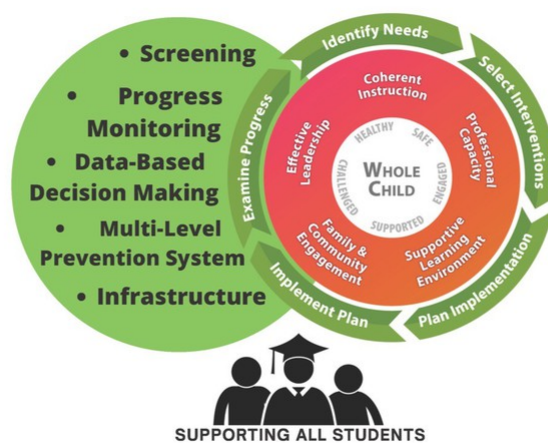 • Screening
• Progress
Monitoring
• Data-Based
Decision Making
• Multi-Level
Prevention System
• Infrastructure
Identify Needs
Select Interventions
Plan Implementation
Implement Plan
Examine Progress
Coherent
Instruction
Professional
Capacity
Supportive
Learning
Environment
Family &
Community
Engagement
Effective
Leadership
HEALTHY
SAFE
ENGAGED
SUPPORTED
CHALLENGED
WHOLE
CHILD
SUPPORTING ALL STUDENTS